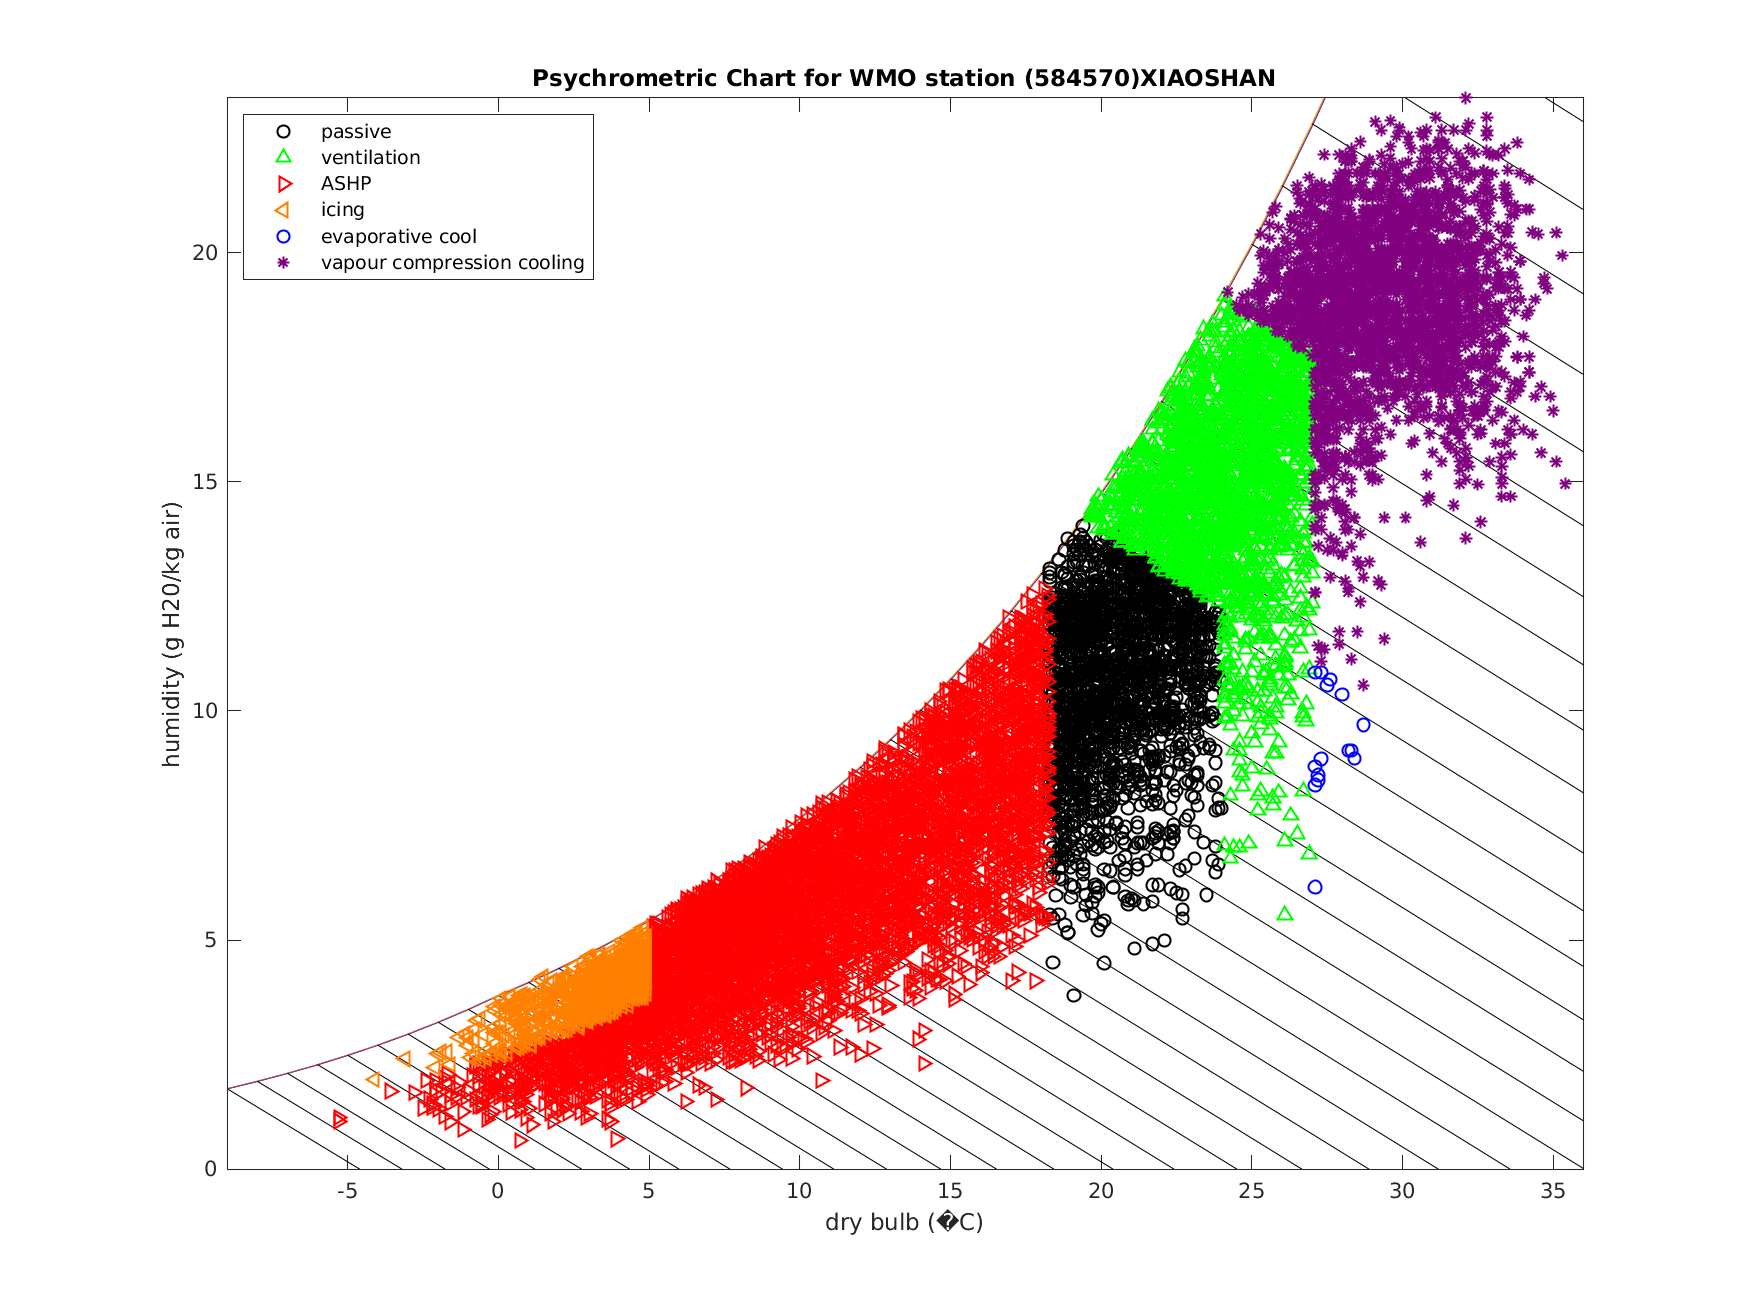 Psychrometric Chart for WMO station (584570)XIAOSHAN
passive
ventilation
ASHP
icing
evaporative cool
vapour compression cooling
humidity (g H20/kg air)
20
15
10
5
0
-5 0 5 10 15 20 25 30 35
dry bulb (�C)